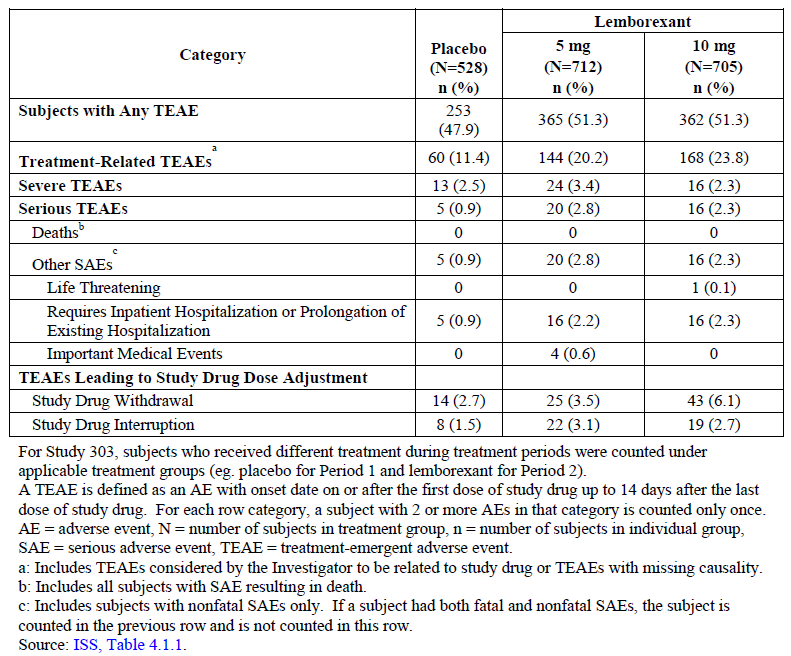 Category
Placebo
(N=528)
n (%)
Lemborexant
5 mg
(N=712)
n (%)
10 mg
(N=705)
n (%)
Subjects with Any TEAE 253 (47.9) 365 (51.3) 362 (51.3)
Treatment-Related TEAEsa 60 (11.4) 144 (20.2) 168 (23.8)
Severe TEAEs 13 (2.5) 24 (3.4) 16 (2.3)
Serious TEAEs 5 (0.9) 20 (2.8) 16 (2.3)
Deathsb 0 0 0
Other SAEsc 5 (0.9) 20 (2.8) 16 (2.3)
Life Threatening 0 0 1 (0.1)
Requires Inpatient Hospitalization or Prolongation of
Existing Hospitalization 5 (0.9) 16 (2.2) 16 (2.3)
Important Medical Events 0 4 (0.6) 0
TEAEs Leading to Study Drug Dose Adjustment
Study Drug Withdrawal 14 (2.7) 25 (3.5) 43 (6.1)
Study Drug Interruption 8 (1.5) 22 (3.1) 19 (2.7)
For Study 303, subjects who received different treatment during treatment periods were counted under
applicable treatment groups (eg. placebo for Period 1 and lemborexant for Period 2).
A TEAE is defined as an AE with onset date on or after the first dose of study drug up to 14 days after the last
dose of study drug. For each row category, a subject with 2 or more AEs in that category is counted only once.
AE = adverse event, N = number of subjects in treatment group, n = number of subjects in individual group,
SAE = serious adverse event, TEAE = treatment-emergent adverse event.
a: Includes TEAEs considered by the Investigator to be related to study drug or TEAEs with missing causality.
b: Includes all subjects with SAE resulting in death.
c: Includes subjects with nonfatal SAEs only. If a subject had both fatal and nonfatal SAEs, the subject is
counted in the previous row and is not counted in this row.
Source: ISS, Table 4.1.1.